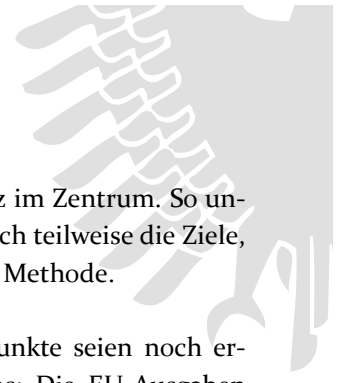 z im Zentrum. So un-
ch teilweise die Ziele,
Methode.
unkte seien noch er-
Die EU-Ausgaben